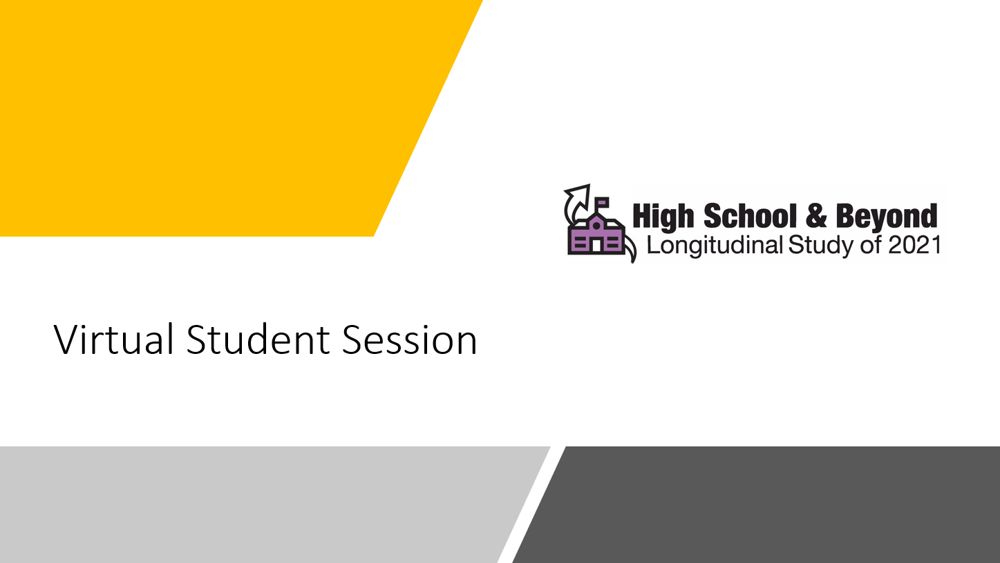 High School & Beyond
Longitudinal Study of 2021
Virtual Student Session